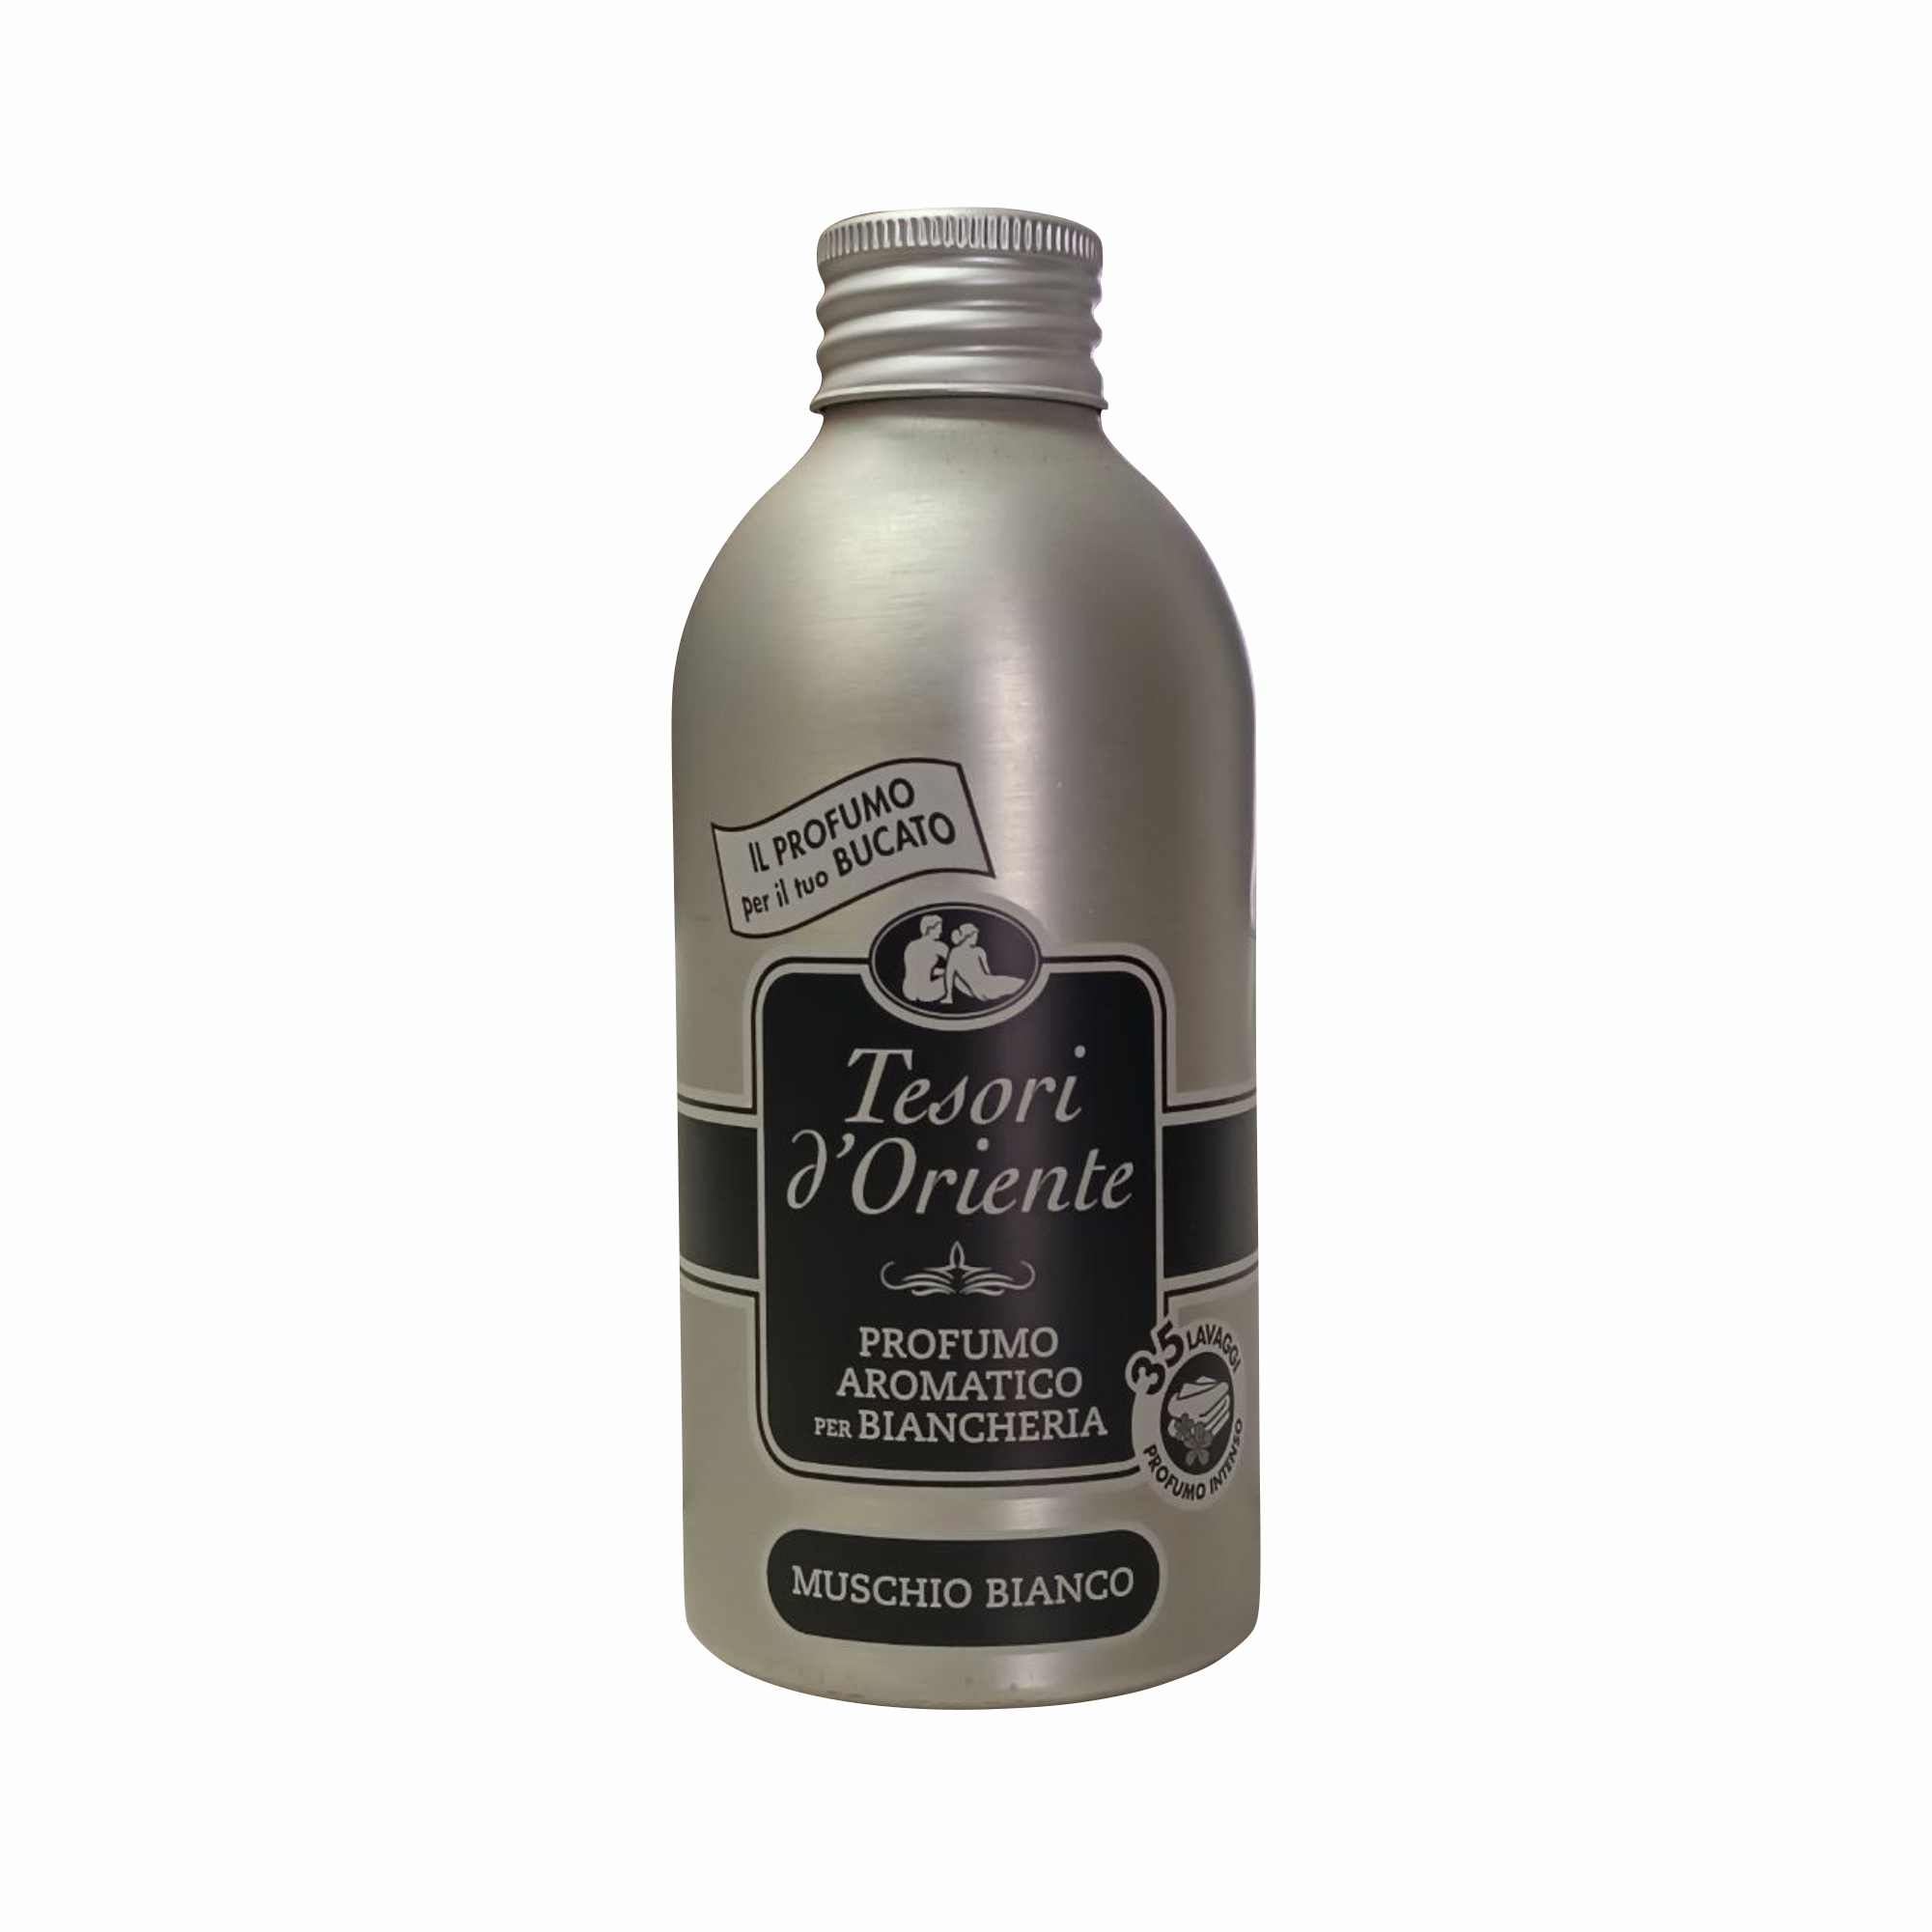 IL PROFUMO
per il tuo BUCATO
Tesori
d'Oriente
PROFUMO
AROMATICO
PER BIANCHERIA
35 LAVAGGI
PROFUMO INTENSO
MUSCHIO BIANCO